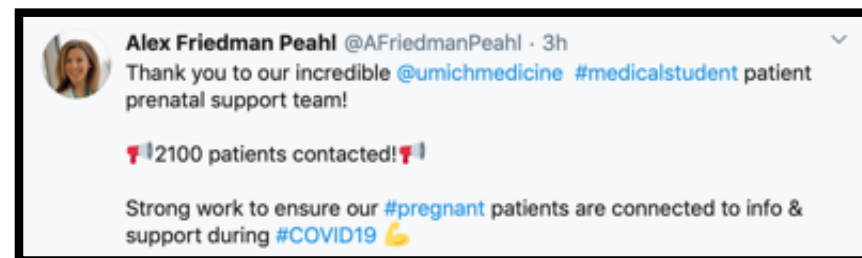 Alex Friedman Peahl @AFriedmanPeahl · 3h
Thank you to our incredible @umichmedicine #medicalstudent patient
prenatal support team!
📢2100 patients contacted!📢
Strong work to ensure our #pregnant patients are connected to info &
support during #COVID19 💪